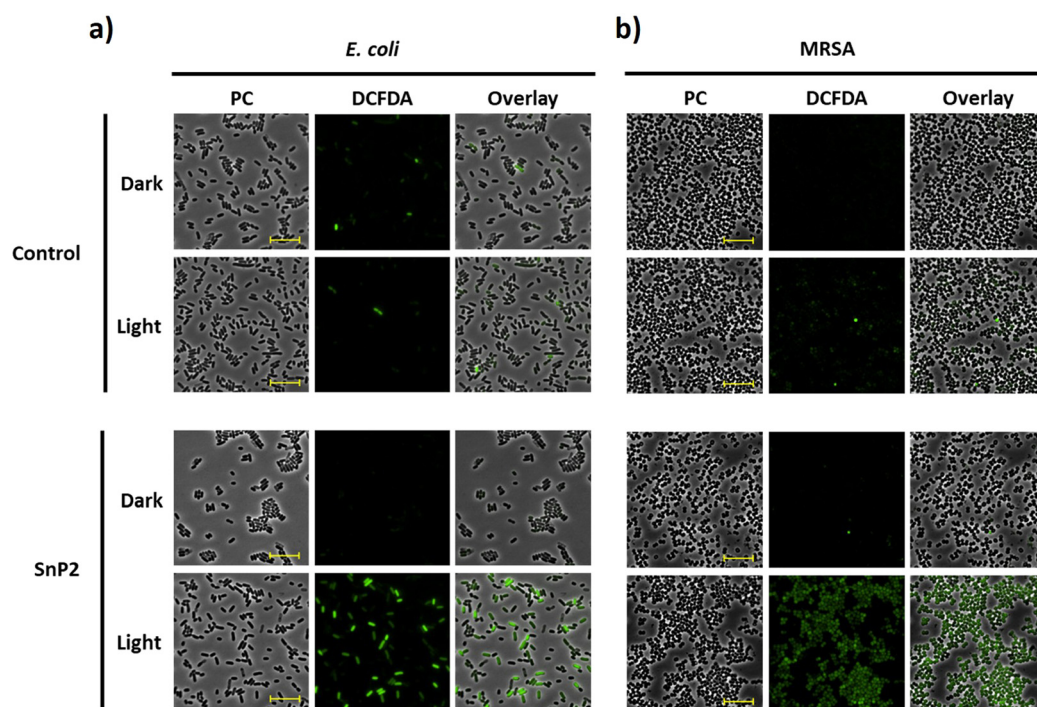 a)
E. coli
PC DCFDA Overlay
b)
MRSA
PC DCFDA Overlay
Control
Dark
Light
SnP2
Dark
Light